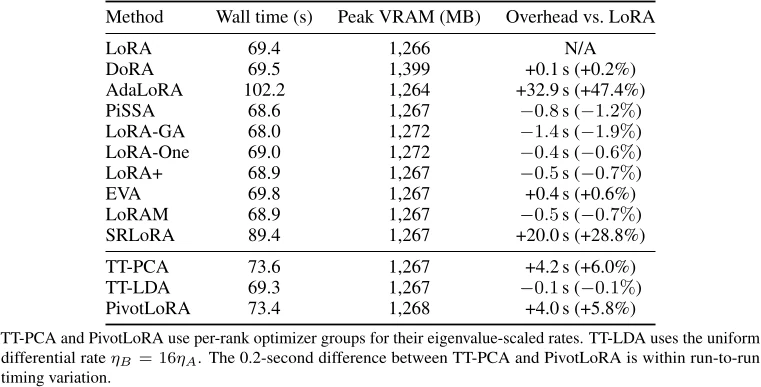 Method Wall time (s) Peak VRAM (MB) Overhead vs. LoRA
LoRA 69.4 1,266 N/A
DoRA 69.5 1,399 +0.1 s (+0.2%)
AdaLoRA 102.2 1,264 +32.9 s (+47.4%)
PiSSA 68.6 1,267 −0.8 s (−1.2%)
LoRA-GA 68.0 1,272 −1.4 s (−1.9%)
LoRA-One 69.0 1,272 −0.4 s (−0.6%)
LoRA+ 68.9 1,267 −0.5 s (−0.7%)
EVA 69.8 1,267 +0.4 s (+0.6%)
LoRAM 68.9 1,267 −0.5 s (−0.7%)
SRLoRA 89.4 1,267 +20.0 s (+28.8%)
TT-PCA 73.6 1,267 +4.2 s (+6.0%)
TT-LDA 69.3 1,267 −0.1 s (−0.1%)
PivotLoRA 73.4 1,268 +4.0 s (+5.8%)
TT-PCA and PivotLoRA use per-rank optimizer groups for their eigenvalue-scaled rates. TT-LDA uses the uniform
differential rate η_B = 16η_A. The 0.2-second difference between TT-PCA and PivotLoRA is within run-to-run
timing variation.